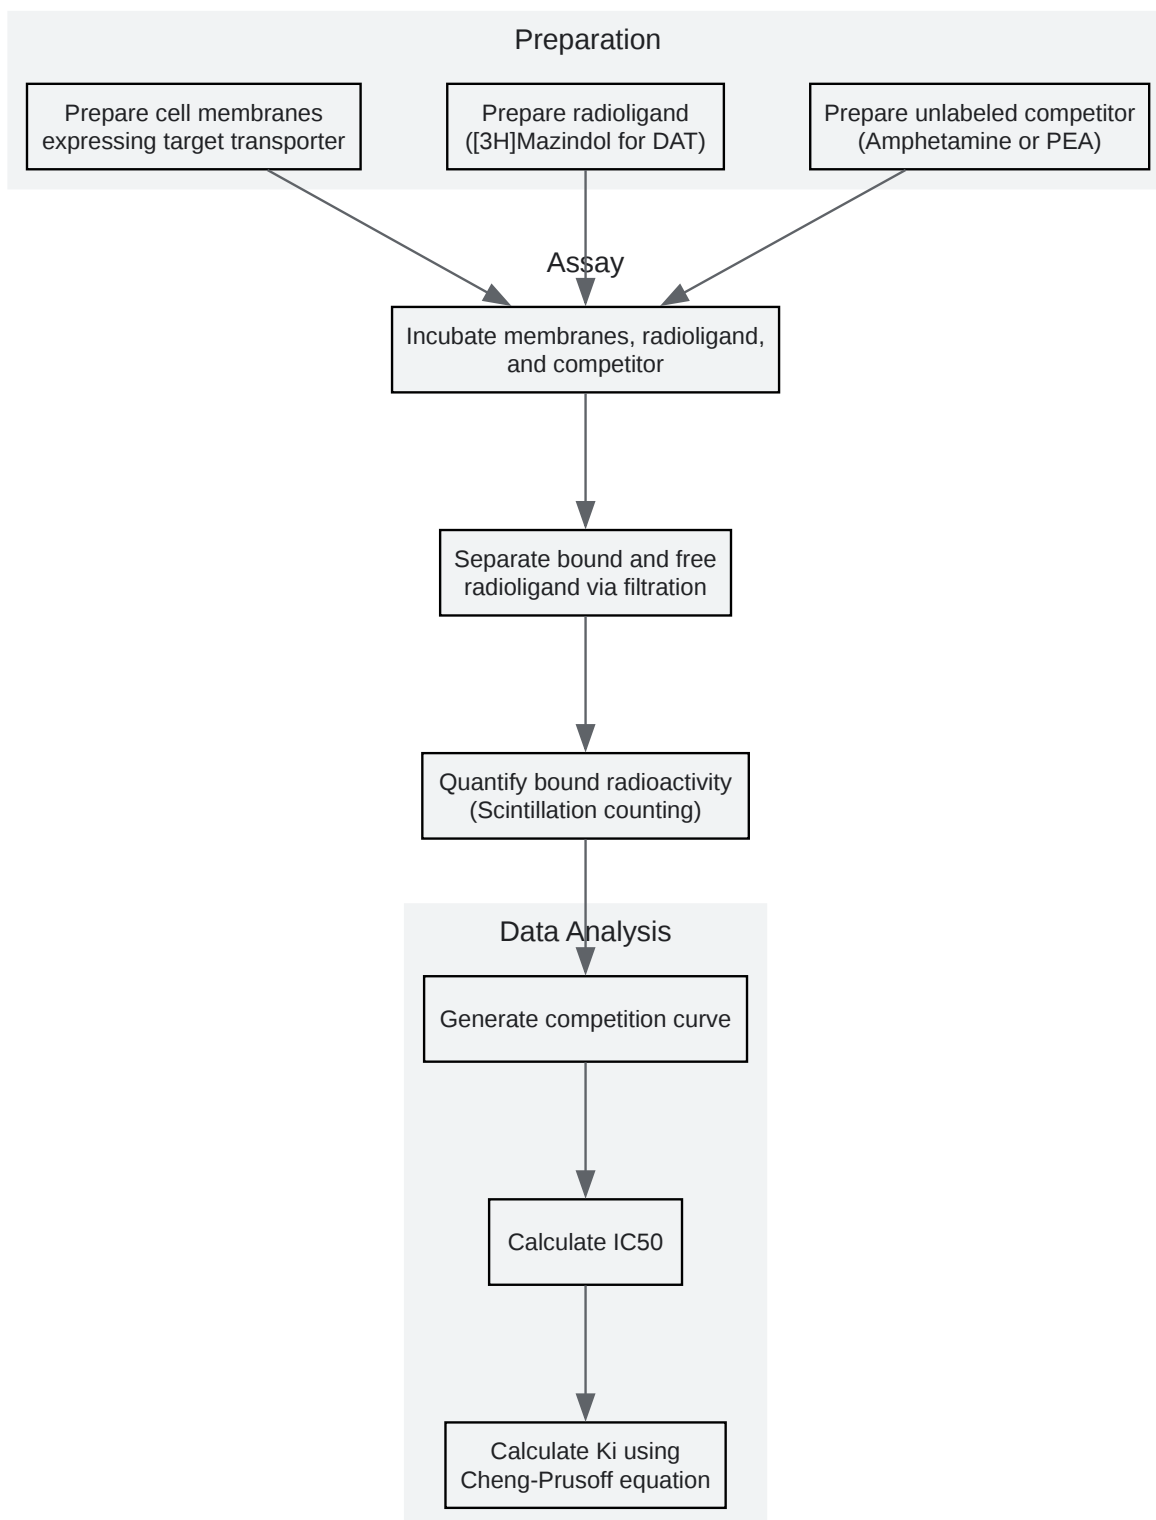 Preparation
Prepare cell membranes
expressing target transporter
Prepare radioligand
([3H]Mazindol for DAT)
Prepare unlabeled competitor
(Amphetamine or PEA)
Assay
Incubate membranes, radioligand,
and competitor
Separate bound and free
radioligand via filtration
Quantify bound radioactivity
(Scintillation counting)
Data Analysis
Generate competition curve
Calculate IC50
Calculate Ki using
Cheng-Prusoff equation